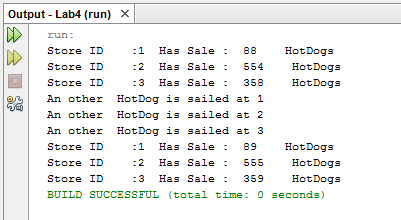 Output - Lab4 (run) ×
run:
Store ID    :1  Has Sale :  88    HotDogs
Store ID    :2  Has Sale :  554    HotDogs
Store ID    :3  Has Sale :  358    HotDogs
An other  HotDog is sailed at 1
An other  HotDog is sailed at 2
An other  HotDog is sailed at 3
Store ID    :1  Has Sale :  89    HotDogs
Store ID    :2  Has Sale :  555    HotDogs
Store ID    :3  Has Sale :  359    HotDogs
BUILD SUCCESSFUL (total time: 0 seconds)